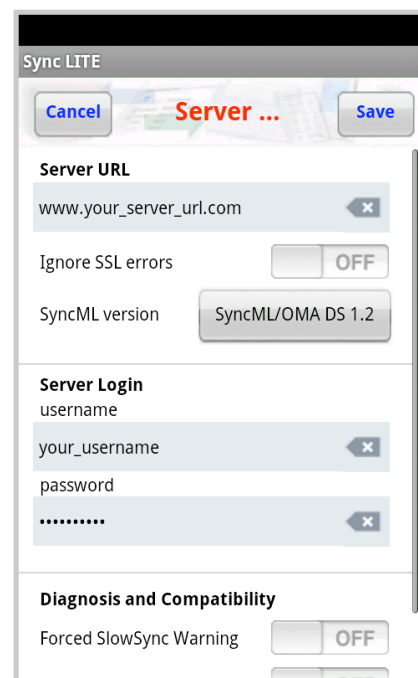 Sync LITE
Cancel Server ... Save
Server URL
www.your_server_url.com
Ignore SSL errors OFF
SyncML version SyncML/OMA DS 1.2
Server Login
username
your_username
password
••••••••••
Diagnosis and Compatibility
Forced SlowSync Warning OFF